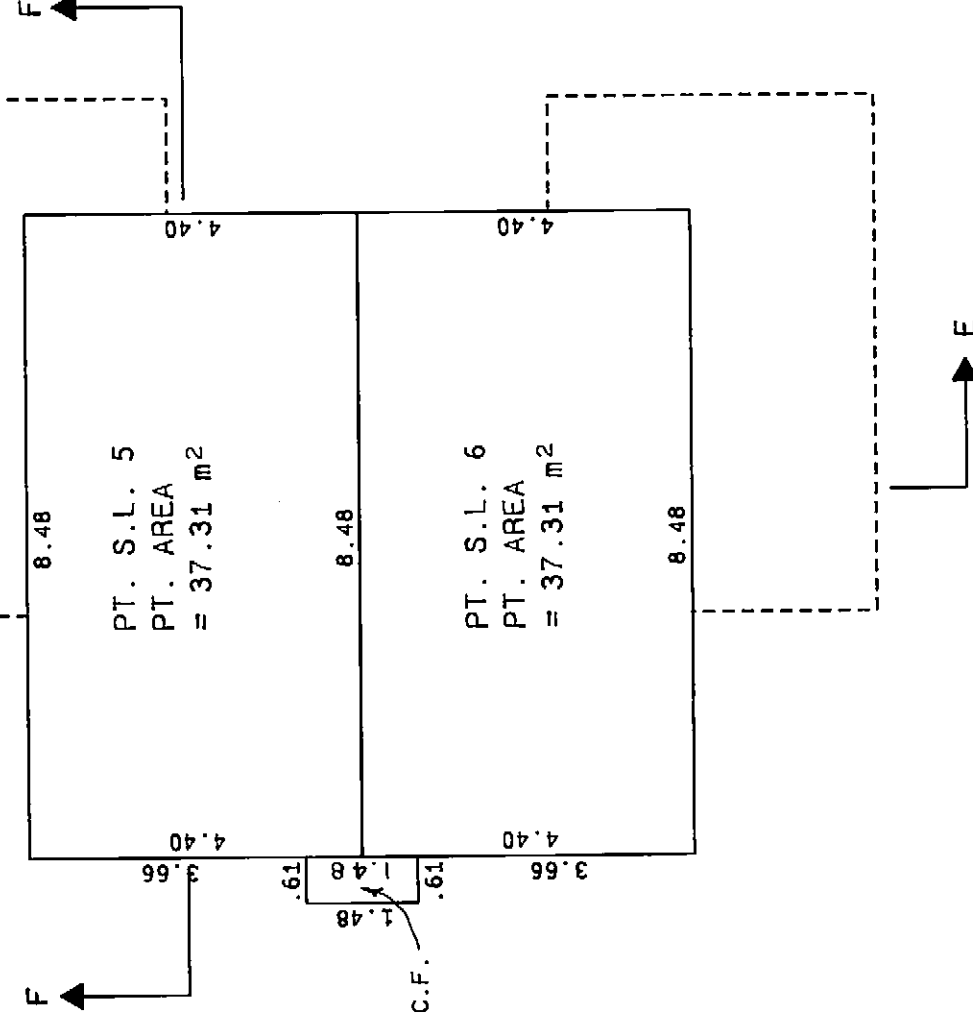 F
F
8.48
4.40
PT. S.L. 5
PT. AREA
= 37.31 m²
8.48
4.40
3.66
.61
1.48
1.48
.61
C.F.
4.40
PT. S.L. 6
PT. AREA
= 37.31 m²
8.48
4.40
3.66
F